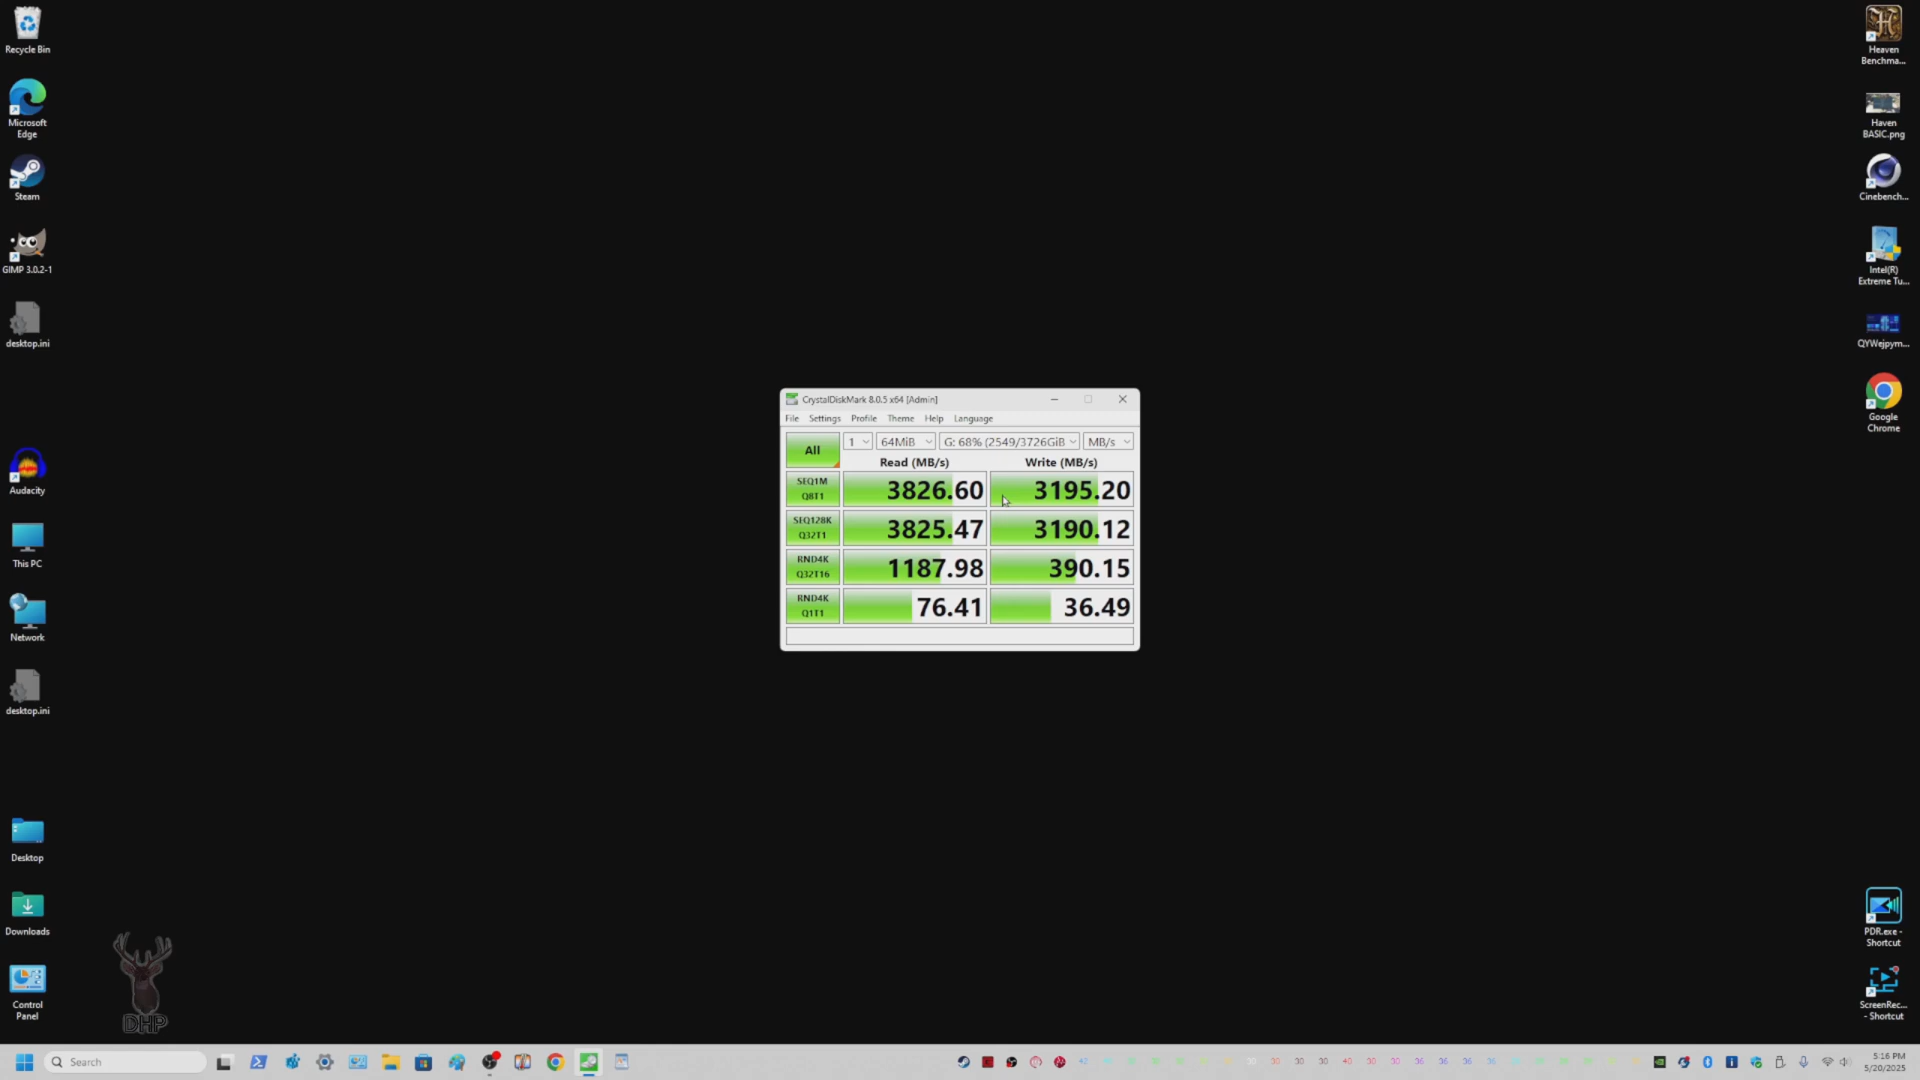 Recycle Bin
Microsoft
Edge
Steam
GIMP 3.0.2-1
desktop.ini
Audacity
This PC
Network
desktop.ini
Desktop
Downloads
Control
Panel
DHP
CrystalDiskMark 8.0.5 x64 [Admin]
File Settings Profile Theme Help Language
All 1 64MiB G: 68% (2549/3726GiB MB/s
Read (MB/s) Write (MB/s)
SEQ1M
Q8T1
3826.60 3195.20
SEQ128K
Q32T1
3825.47 3190.12
RND4K
Q32T16
1187.98 390.15
RND4K
Q1T1
76.41 36.49
Heaven
Benchma...
Haven
BASIC.png
Cinebench...
Intel(R)
Extreme Tu...
QYWejpym...
Google
Chrome
PDR.exe -
Shortcut
ScreenRec...
- Shortcut
Search
5:16 PM
5/20/2025